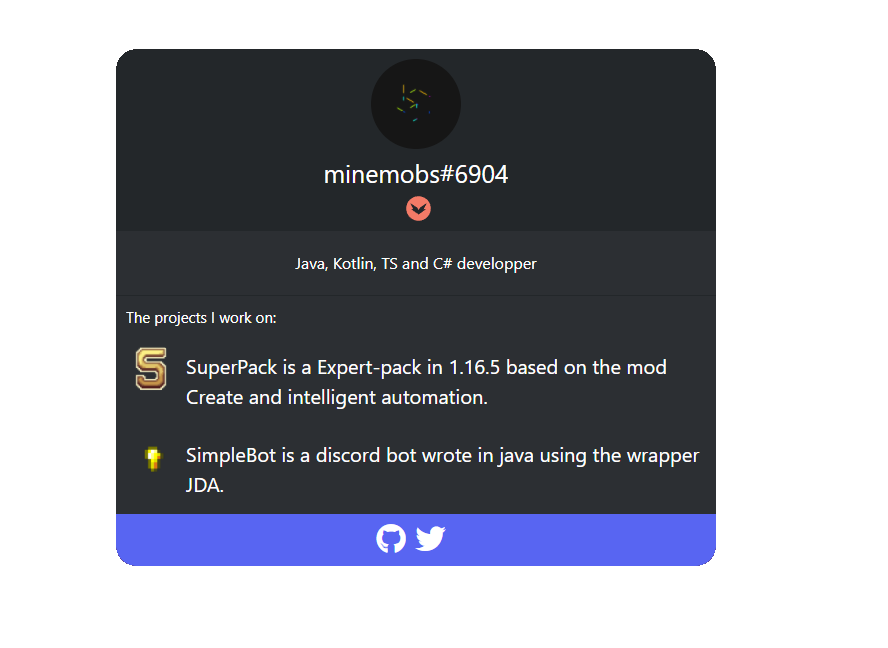 minemobs#6904
Java, Kotlin, TS and C# developper
The projects I work on:
S
SuperPack is a Expert-pack in 1.16.5 based on the mod
Create and intelligent automation.
SimpleBot is a discord bot wrote in java using the wrapper
JDA.